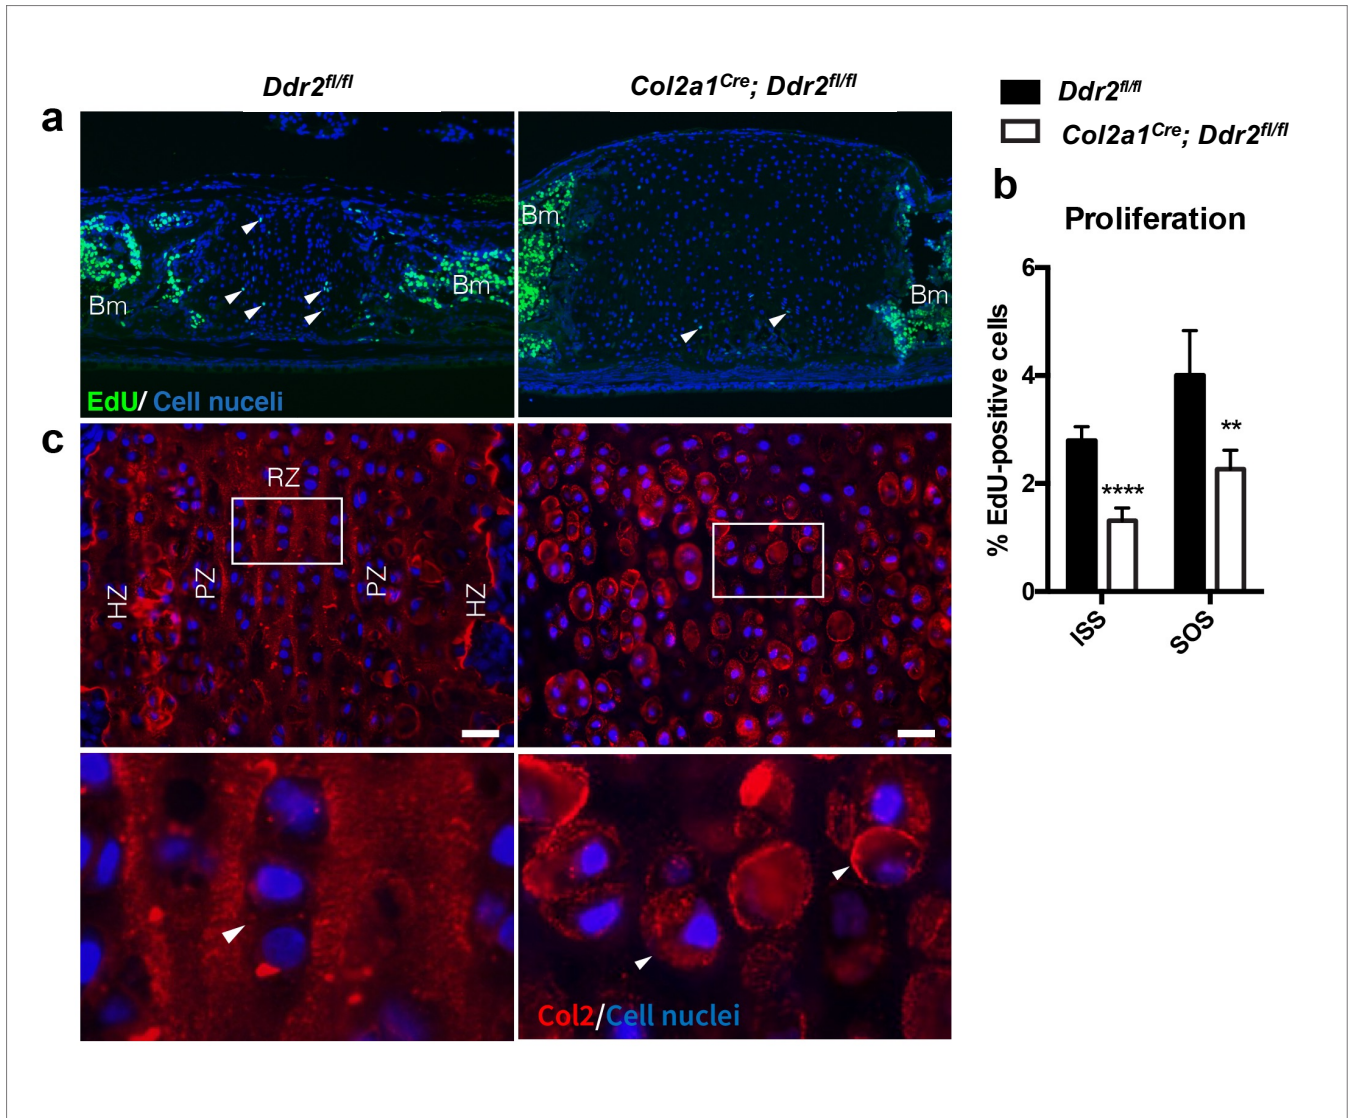 Ddr2fl/fl
Col2a1Cre; Ddr2fl/fl
Ddr2fl/fl
Col2a1Cre; Ddr2fl/fl
a
Bm
Bm
EdU/ Cell nuceli
Bm
Bm
b
Proliferation
% EdU-positive cells
6
4
2
0
****
**
ISS
SOS
c
RZ
HZ
PZ
PZ
HZ
Col2/Cell nuclei